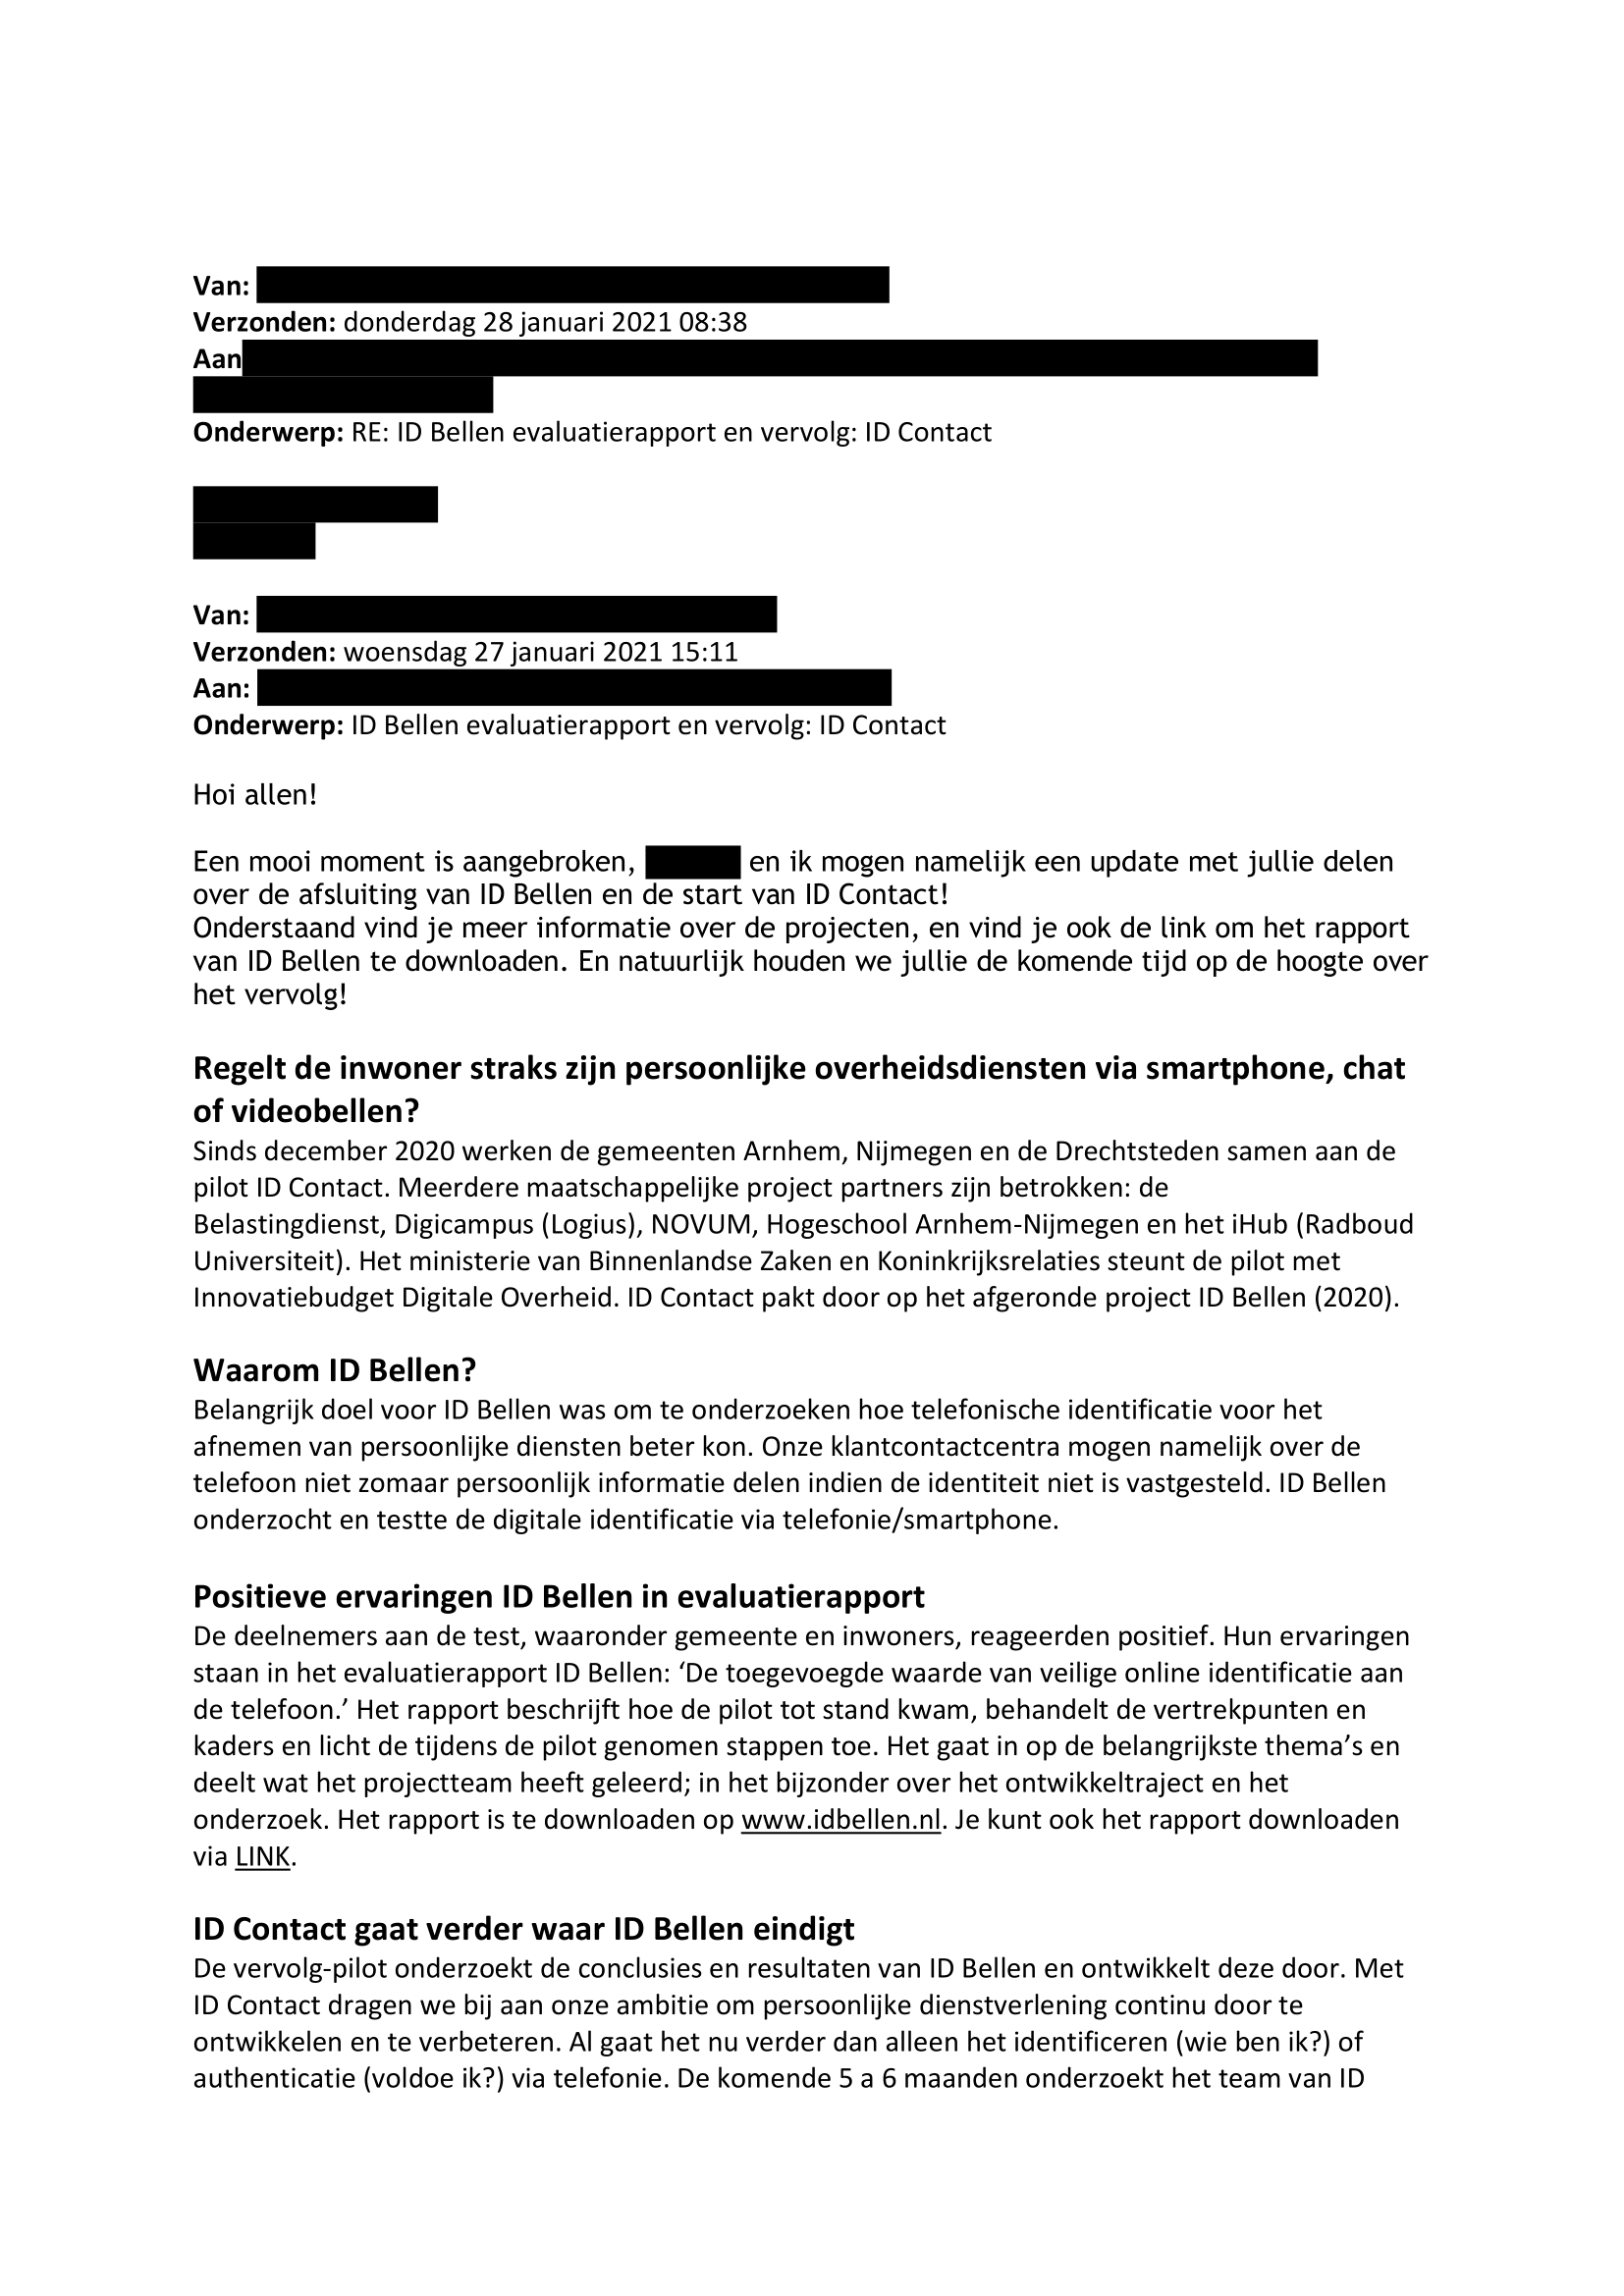 Van:
Verzonden: donderdag 28 januari 2021 08:38
Aan
Onderwerp: RE: ID Bellen evaluatierapport en vervolg: ID Contact
Van:
Verzonden: woensdag 27 januari 2021 15:11
Aan:
Onderwerp: ID Bellen evaluatierapport en vervolg: ID Contact
Hoi allen!
Een mooi moment is aangebroken, en ik mogen namelijk een update met jullie delen
over de afsluiting van ID Bellen en de start van ID Contact!
Onderstaand vind je meer informatie over de projecten, en vind je ook de link om het rapport
van ID Bellen te downloaden. En natuurlijk houden we jullie de komende tijd op de hoogte over
het vervolg!
Regelt de inwoner straks zijn persoonlijke overheidsdiensten via smartphone, chat
of videobellen?
Sinds december 2020 werken de gemeenten Arnhem, Nijmegen en de Drechtsteden samen aan de
pilot ID Contact. Meerdere maatschappelijke project partners zijn betrokken: de
Belastingdienst, Digicampus (Logius), NOVUM, Hogeschool Arnhem-Nijmegen en het iHub (Radboud
Universiteit). Het ministerie van Binnenlandse Zaken en Koninkrijksrelaties steunt de pilot met
Innovatiebudget Digitale Overheid. ID Contact pakt door op het afgeronde project ID Bellen (2020).
Waarom ID Bellen?
Belangrijk doel voor ID Bellen was om te onderzoeken hoe telefonische identificatie voor het
afnemen van persoonlijke diensten beter kon. Onze klantcontactcentra mogen namelijk over de
telefoon niet zomaar persoonlijk informatie delen indien de identiteit niet is vastgesteld. ID Bellen
onderzocht en testte de digitale identificatie via telefonie/smartphone.
Positieve ervaringen ID Bellen in evaluatierapport
De deelnemers aan de test, waaronder gemeente en inwoners, reageerden positief. Hun ervaringen
staan in het evaluatierapport ID Bellen: ‘De toegevoegde waarde van veilige online identificatie aan
de telefoon.’ Het rapport beschrijft hoe de pilot tot stand kwam, behandelt de vertrekpunten en
kaders en licht de tijdens de pilot genomen stappen toe. Het gaat in op de belangrijkste thema’s en
deelt wat het projectteam heeft geleerd; in het bijzonder over het ontwikkeltraject en het
onderzoek. Het rapport is te downloaden op www.idbellen.nl. Je kunt ook het rapport downloaden
via LINK.
ID Contact gaat verder waar ID Bellen eindigt
De vervolg-pilot onderzoekt de conclusies en resultaten van ID Bellen en ontwikkelt deze door. Met
ID Contact dragen we bij aan onze ambitie om persoonlijke dienstverlening continu door te
ontwikkelen en te verbeteren. Al gaat het nu verder dan alleen het identificeren (wie ben ik?) of
authenticatie (voldoe ik?) via telefonie. De komende 5 a 6 maanden onderzoekt het team van ID